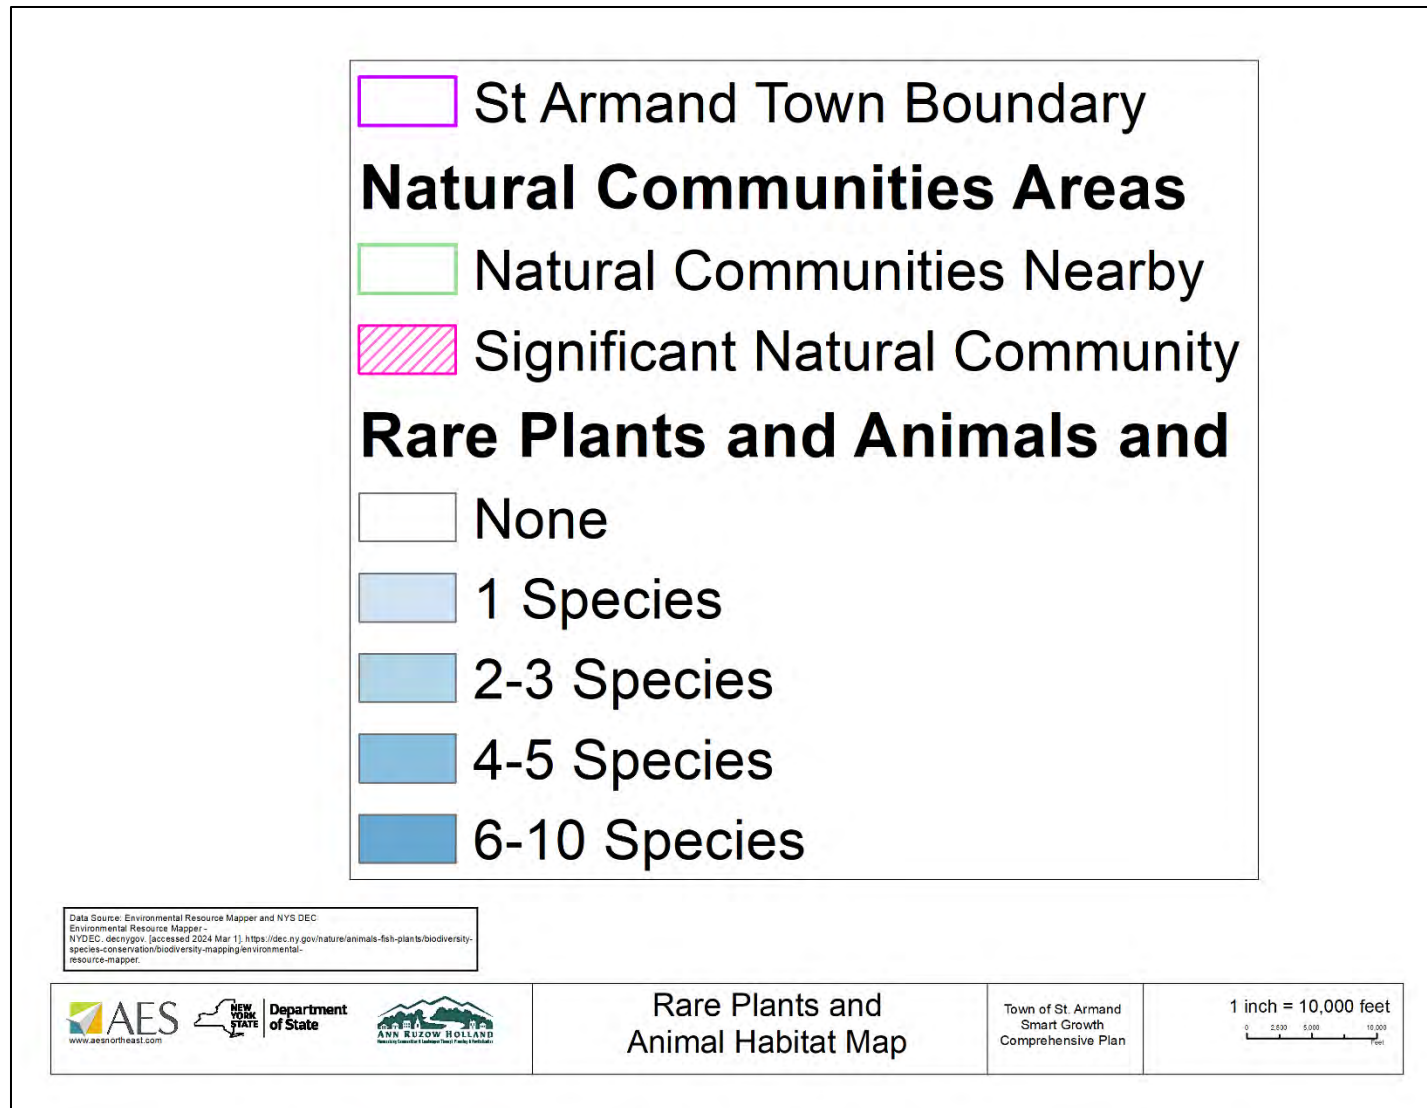 St Armand Town Boundary
Natural Communities Areas
Natural Communities Nearby
Significant Natural Community
Rare Plants and Animals and
None
1 Species
2-3 Species
4-5 Species
6-10 Species
Data Source: Environmental Resource Mapper and NYS DEC
Environmental Resource Mapper -
NYDEC. decnygov. [accessed 2024 Mar 1]. https://dec.ny.gov/nature/animals-fish-plants/biodiversity-
species-conservation/biodiversity-mapping/environmental-
resource-mapper.
AES
www.aesnortheast.com
NEW
YORK
STATE
Department
of State
ANN RUZOW HOLLAND
Rare Plants and
Animal Habitat Map
Town of St. Armand
Smart Growth
Comprehensive Plan
1 inch = 10,000 feet
0 2,500 5,000 10,000
Feet